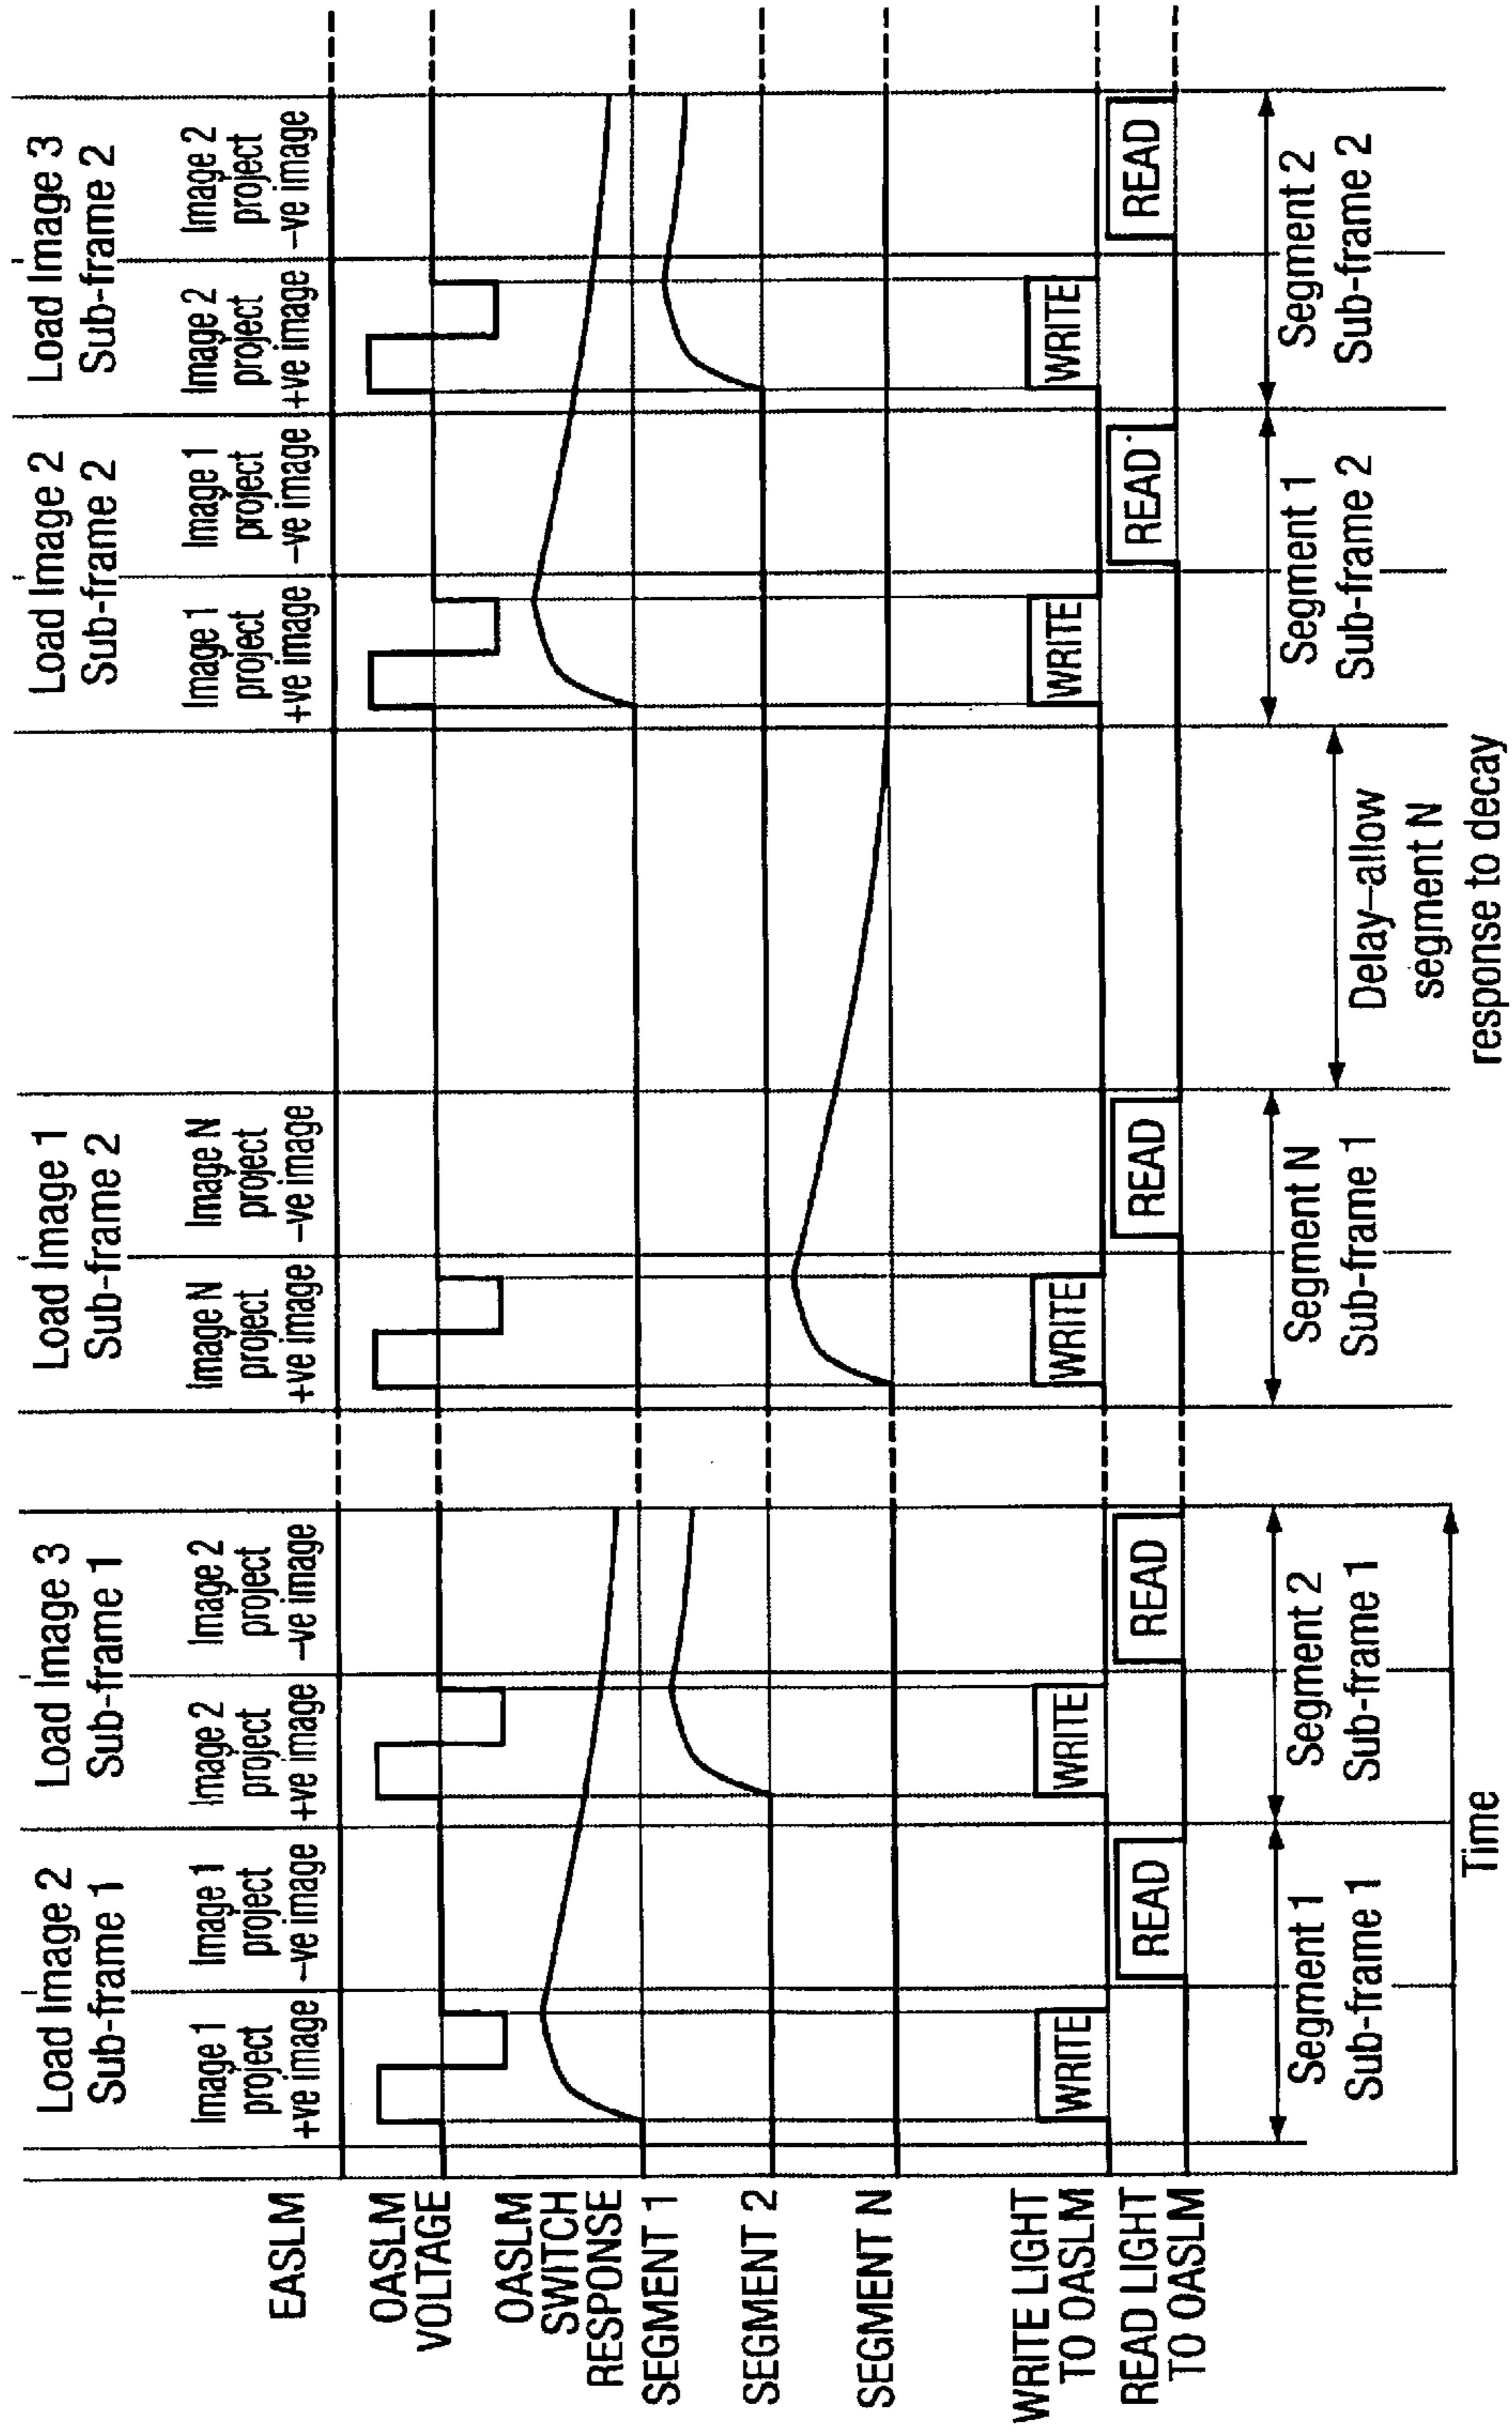 Load Image 2
Sub-frame 1
Load Image 3
Sub-frame 1
Load Image 1
Sub-frame 2
Load Image 2
Sub-frame 2
Load Image 3
Sub-frame 2
Image 1
project
+ve image
Image 1
project
–ve image
Image 2
project
+ve image
Image 2
project
–ve image
Image N
project
+ve image
Image N
project
–ve image
Image 1
project
+ve image
Image 1
project
–ve image
Image 2
project
+ve image
Image 2
project
–ve image
EASLM
OASLM
VOLTAGE
OASLM
SWITCH
RESPONSE
SEGMENT 1
SEGMENT 2
SEGMENT N
WRITE LIGHT
TO OASLM
WRITE
WRITE
WRITE
WRITE
WRITE
READ LIGHT
TO OASLM
READ
READ
READ
READ
READ
Segment 1
Sub-frame 1
Segment 2
Sub-frame 1
Segment N
Sub-frame 1
Delay–allow
segment N
response to decay
Segment 1
Sub-frame 2
Segment 2
Sub-frame 2
Time